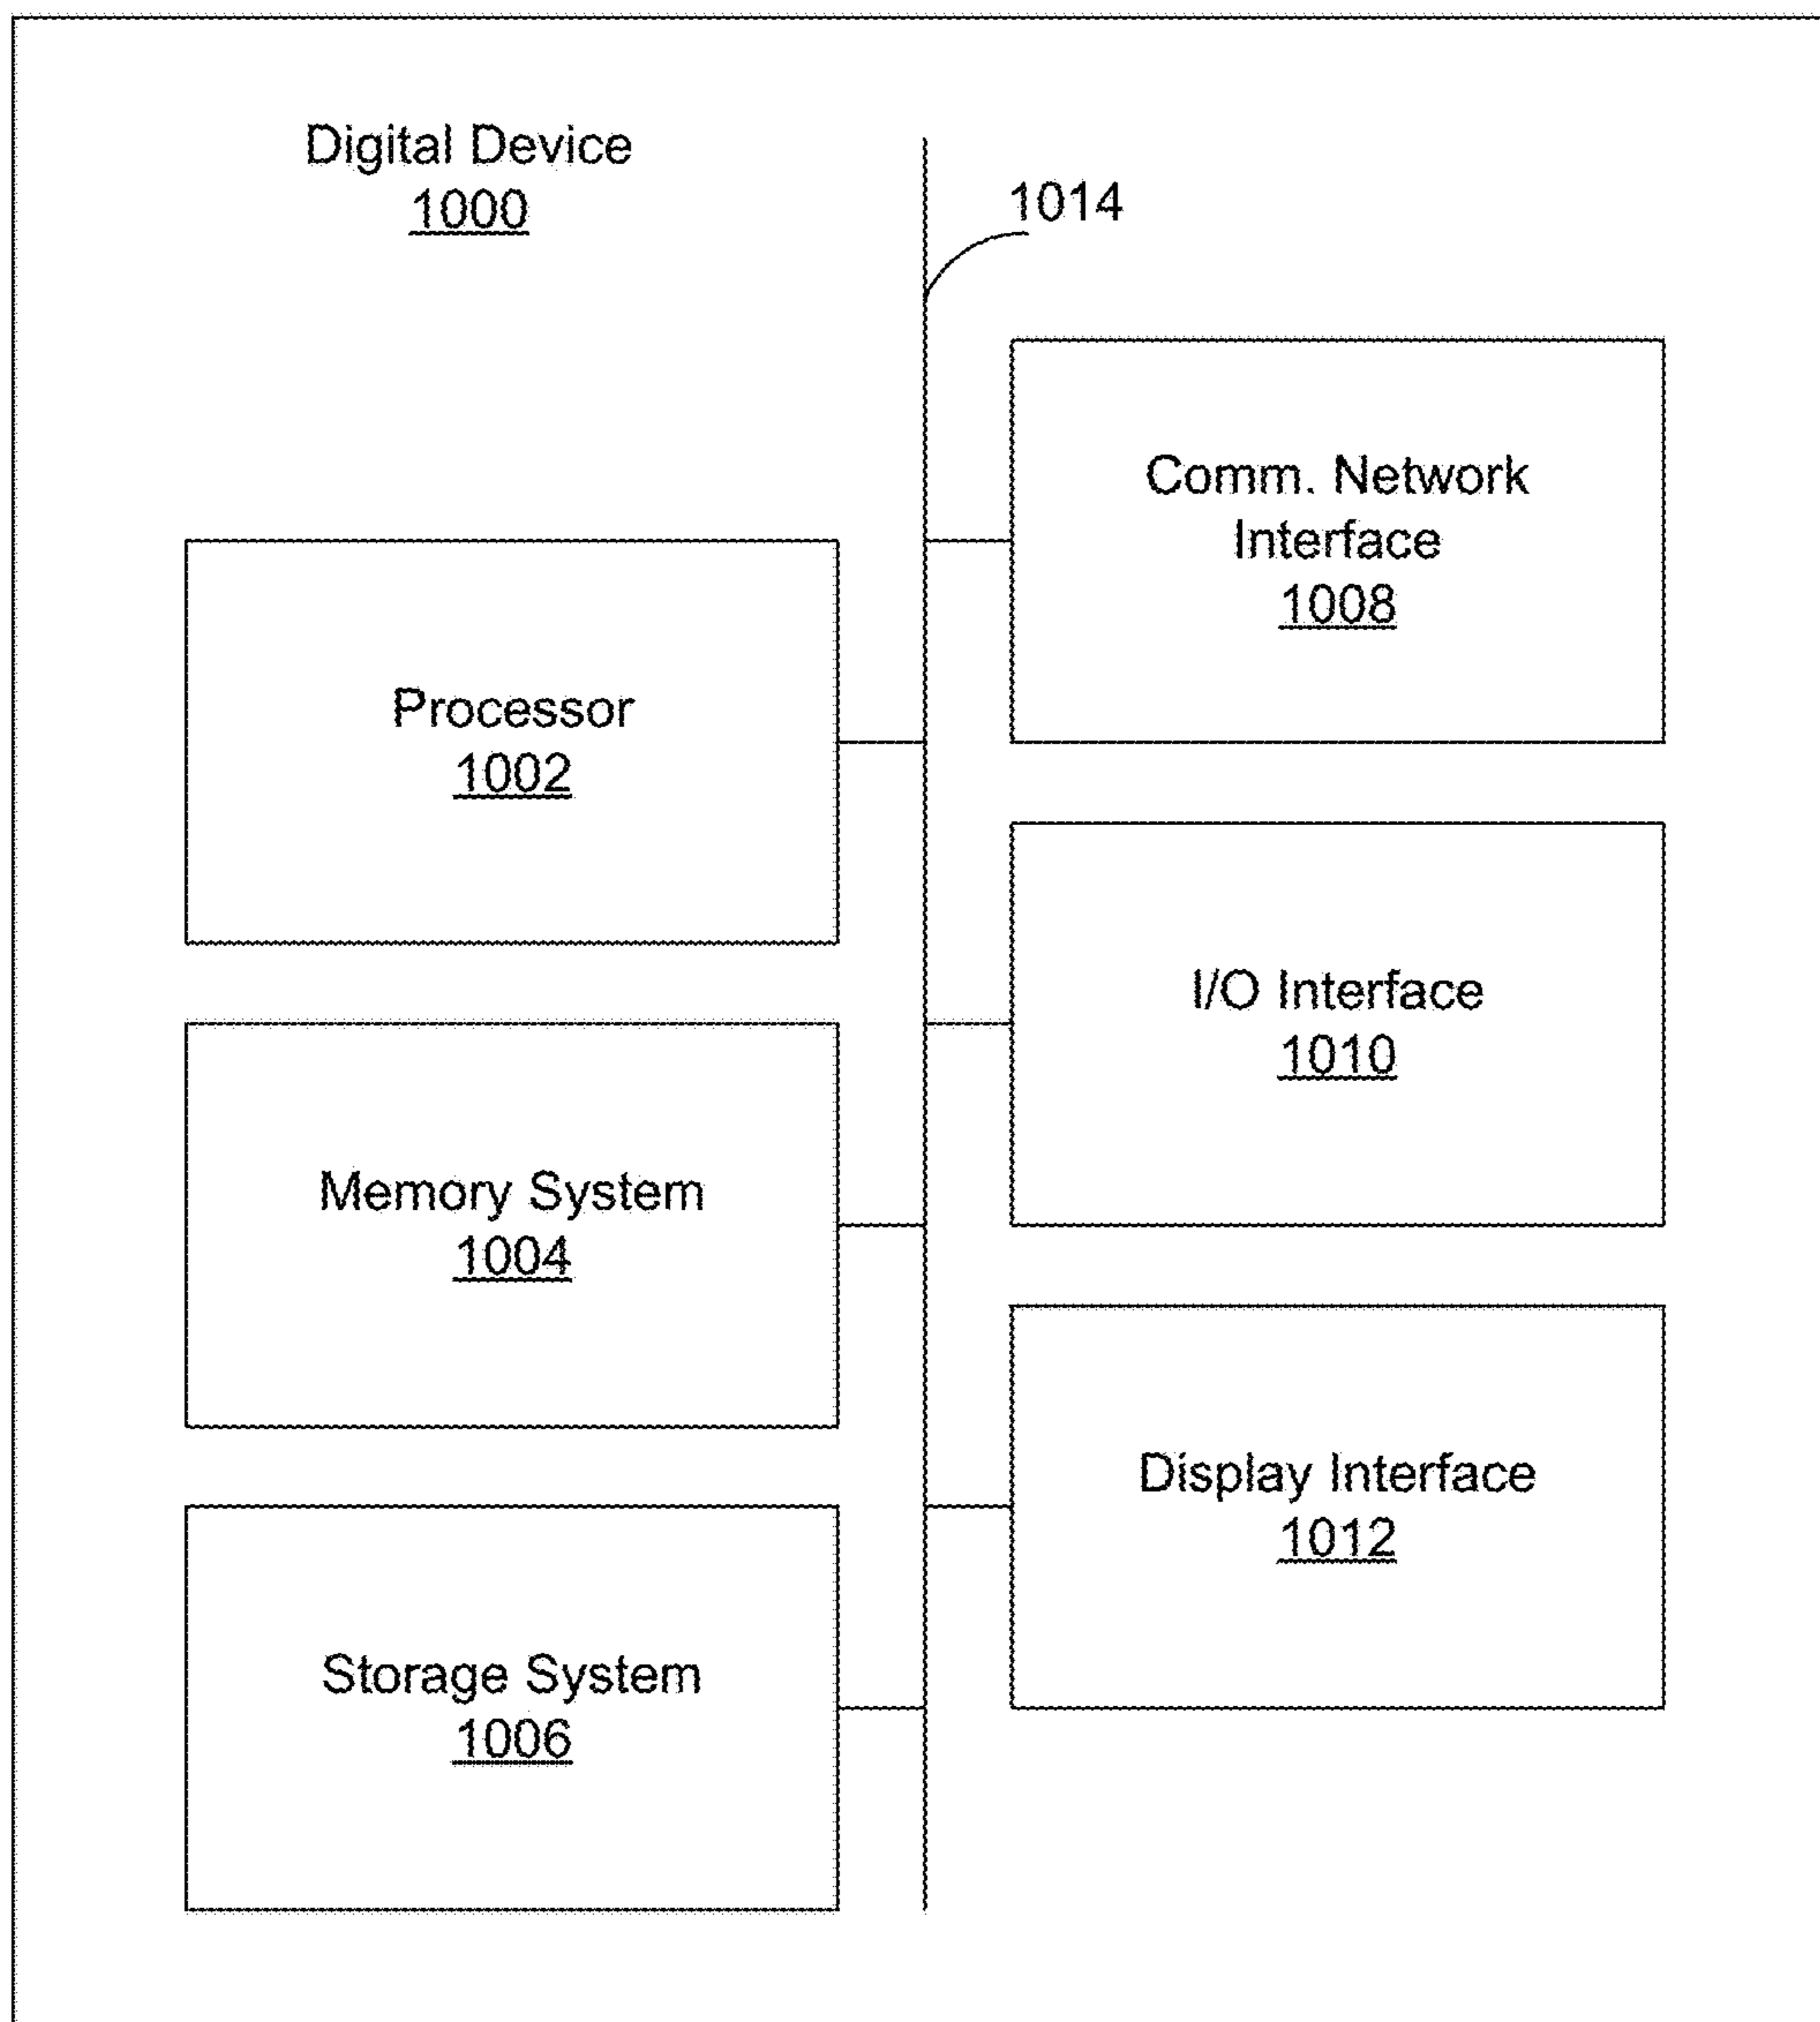 Digital Device
1000
1014
Comm. Network
Interface
1008
Processor
1002
I/O Interface
1010
Memory System
1004
Display Interface
1012
Storage System
1006